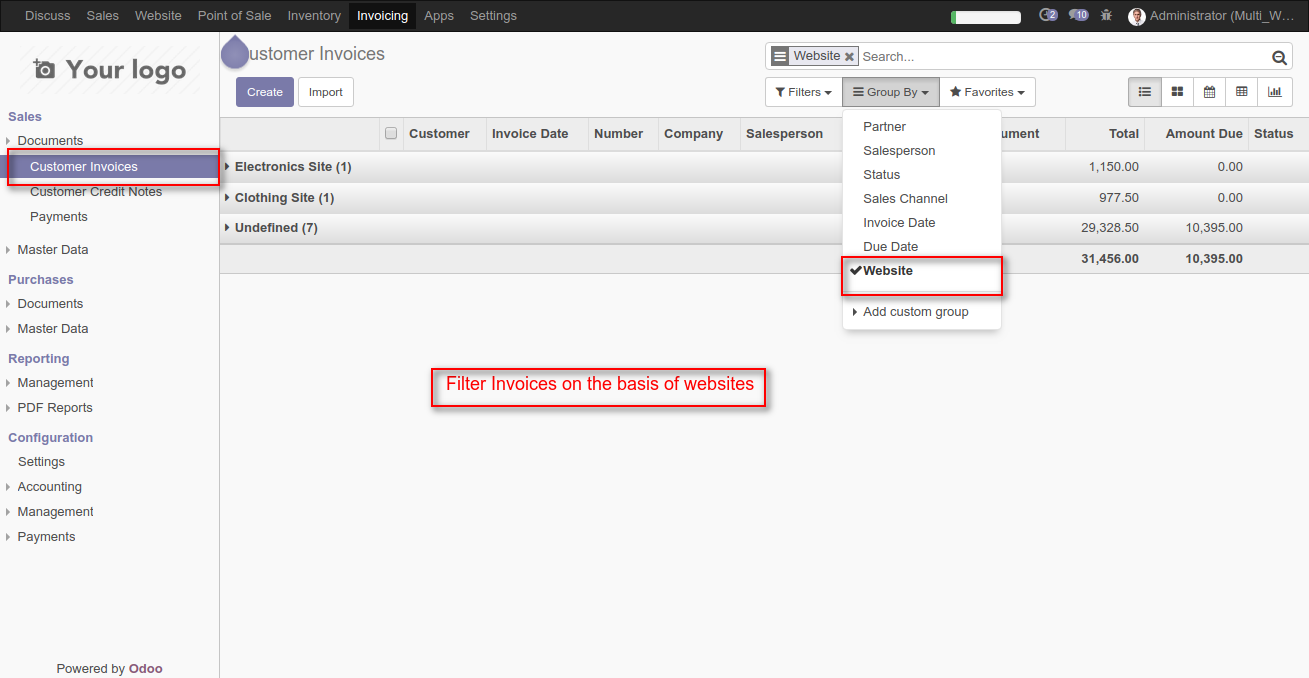 Discuss Sales Website Point of Sale Inventory Invoicing Apps Settings 2 10 Administrator (Multi_W...
Your logo
ustomer Invoices
Website Search...
Create Import
Filters Group By Favorites
Sales
Documents
Customer Invoices
Customer Credit Notes
Payments
Master Data
Purchases
Documents
Master Data
Reporting
Management
PDF Reports
Configuration
Settings
Accounting
Management
Payments
Powered by Odoo
Customer Invoice Date Number Company Salesperson ument Total Amount Due Status
Electronics Site (1) 1,150.00 0.00
Clothing Site (1) 977.50 0.00
Undefined (7) 29,328.50 10,395.00
31,456.00 10,395.00
Partner
Salesperson
Status
Sales Channel
Invoice Date
Due Date
Website
Add custom group
Filter Invoices on the basis of websites